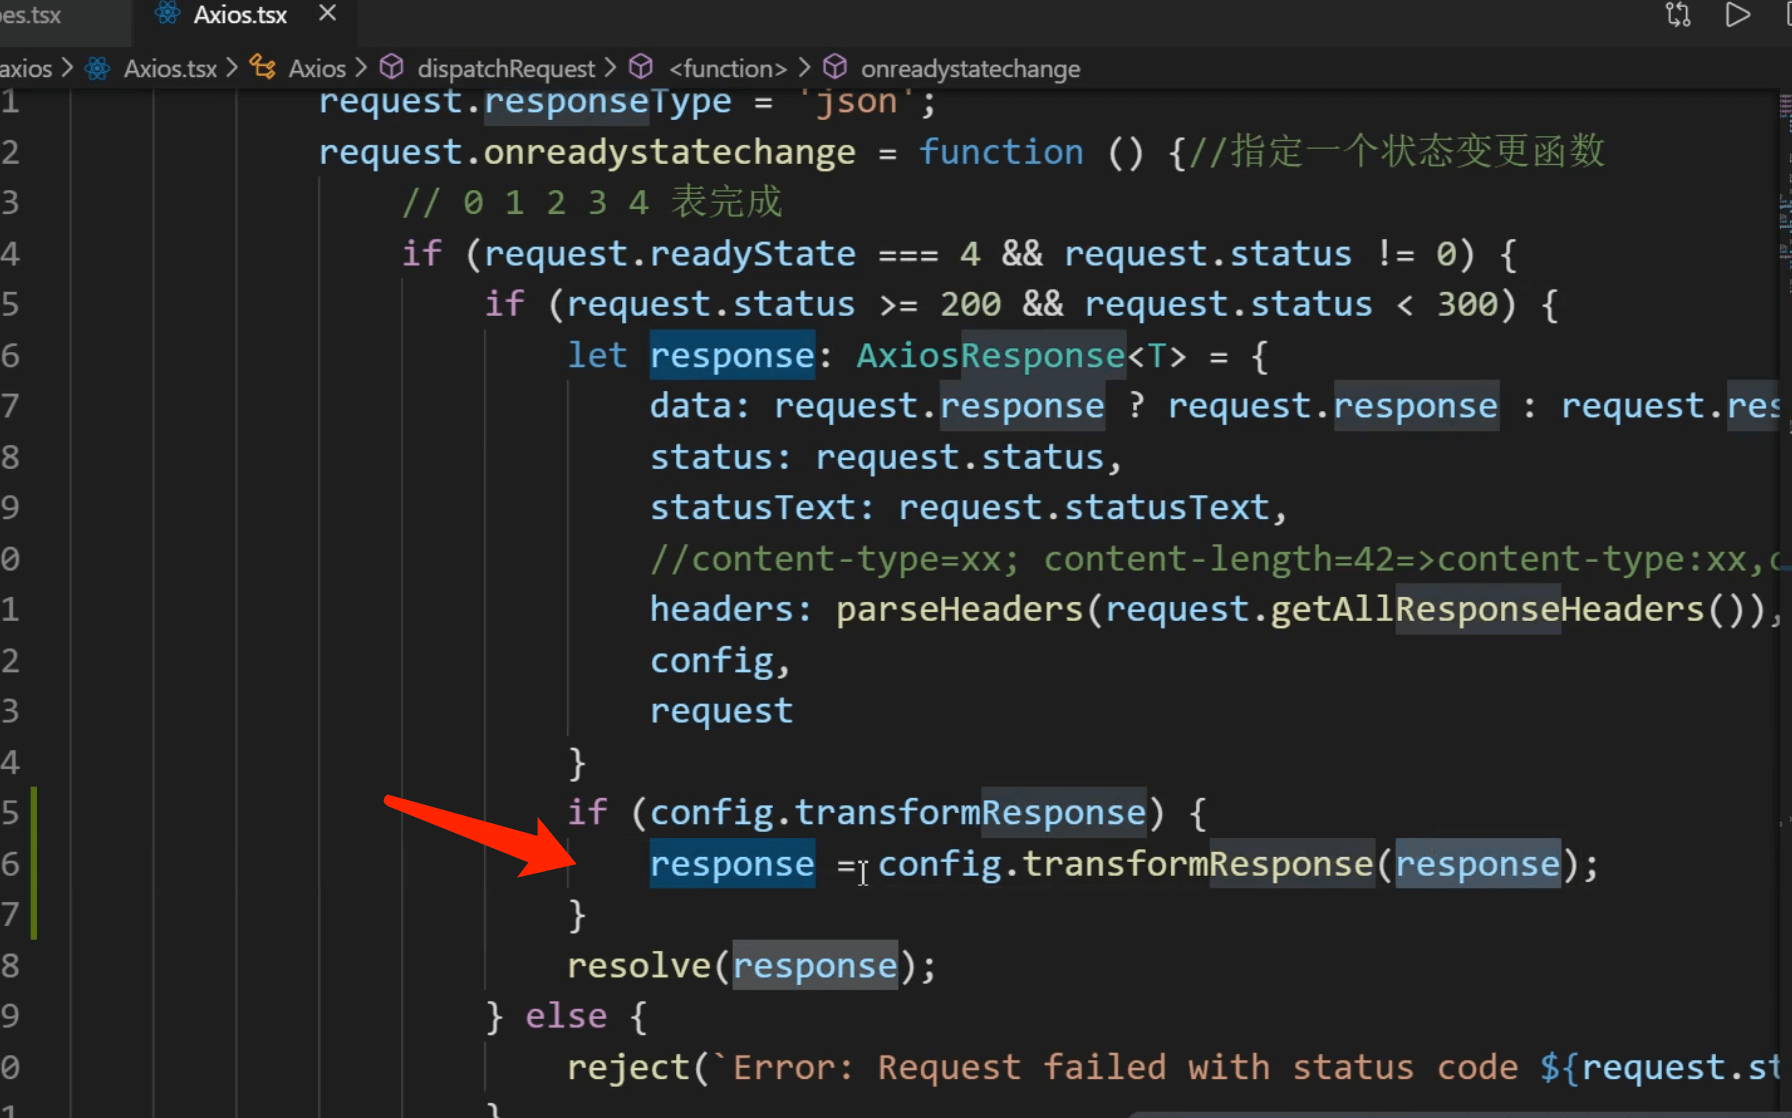 es.tsx Axios.tsx ×
axios > Axios.tsx > Axios > dispatchRequest > <function> > onreadystatechange
1 request.responseType = 'json';
2 request.onreadystatechange = function () {//指定一个状态变更函数
3 // 0 1 2 3 4 表完成
4 if (request.readyState === 4 && request.status != 0) {
5 if (request.status >= 200 && request.status < 300) {
6 let response: AxiosResponse<T> = {
7 data: request.response ? request.response : request.res
8 status: request.status,
9 statusText: request.statusText,
0 //content-type=xx; content-length=42=>content-type:xx,c
1 headers: parseHeaders(request.getAllResponseHeaders()),
2 config,
3 request
4 }
5 if (config.transformResponse) {
6 response = config.transformResponse(response);
7 }
8 resolve(response);
9 } else {
0 reject(`Error: Request failed with status code ${request.st
1 }